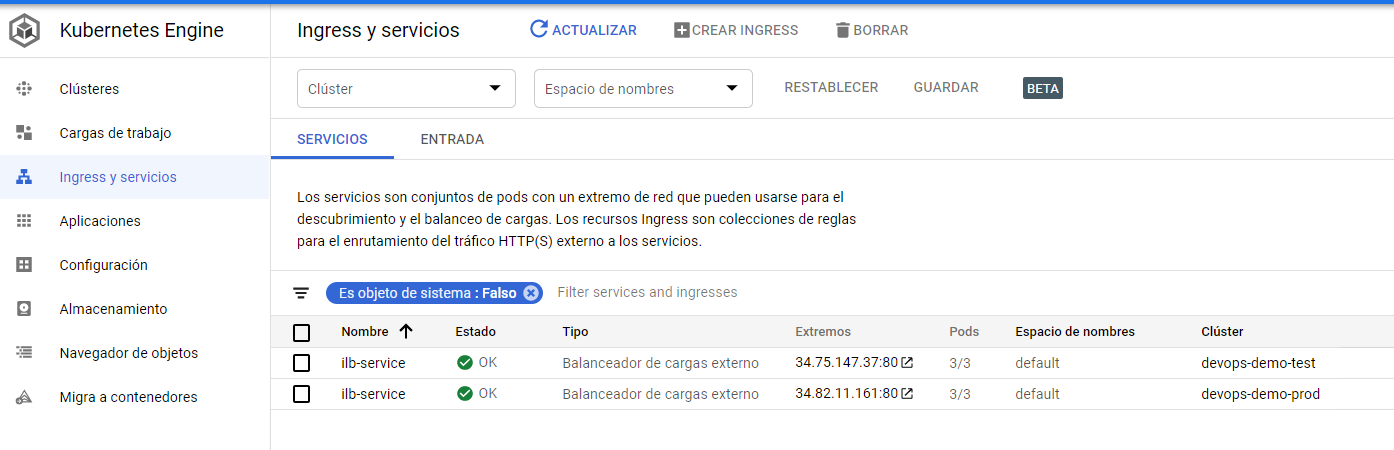 Kubernetes Engine
Ingress y servicios
ACTUALIZAR
CREAR INGRESS
BORRAR
Clústeres
Cargas de trabajo
Ingress y servicios
Aplicaciones
Configuración
Almacenamiento
Navegador de objetos
Migra a contenedores
Clúster
Espacio de nombres
RESTABLECER
GUARDAR
BETA
SERVICIOS
ENTRADA
Los servicios son conjuntos de pods con un extremo de red que pueden usarse para el
descubrimiento y el balanceo de cargas. Los recursos Ingress son colecciones de reglas
para el enrutamiento del tráfico HTTP(S) externo a los servicios.
Es objeto de sistema : Falso
Filter services and ingresses
Nombre Estado Tipo Extremos Pods Espacio de nombres Clúster
ilb-service OK Balanceador de cargas externo 34.75.147.37:80 3/3 default devops-demo-test
ilb-service OK Balanceador de cargas externo 34.82.11.161:80 3/3 default devops-demo-prod